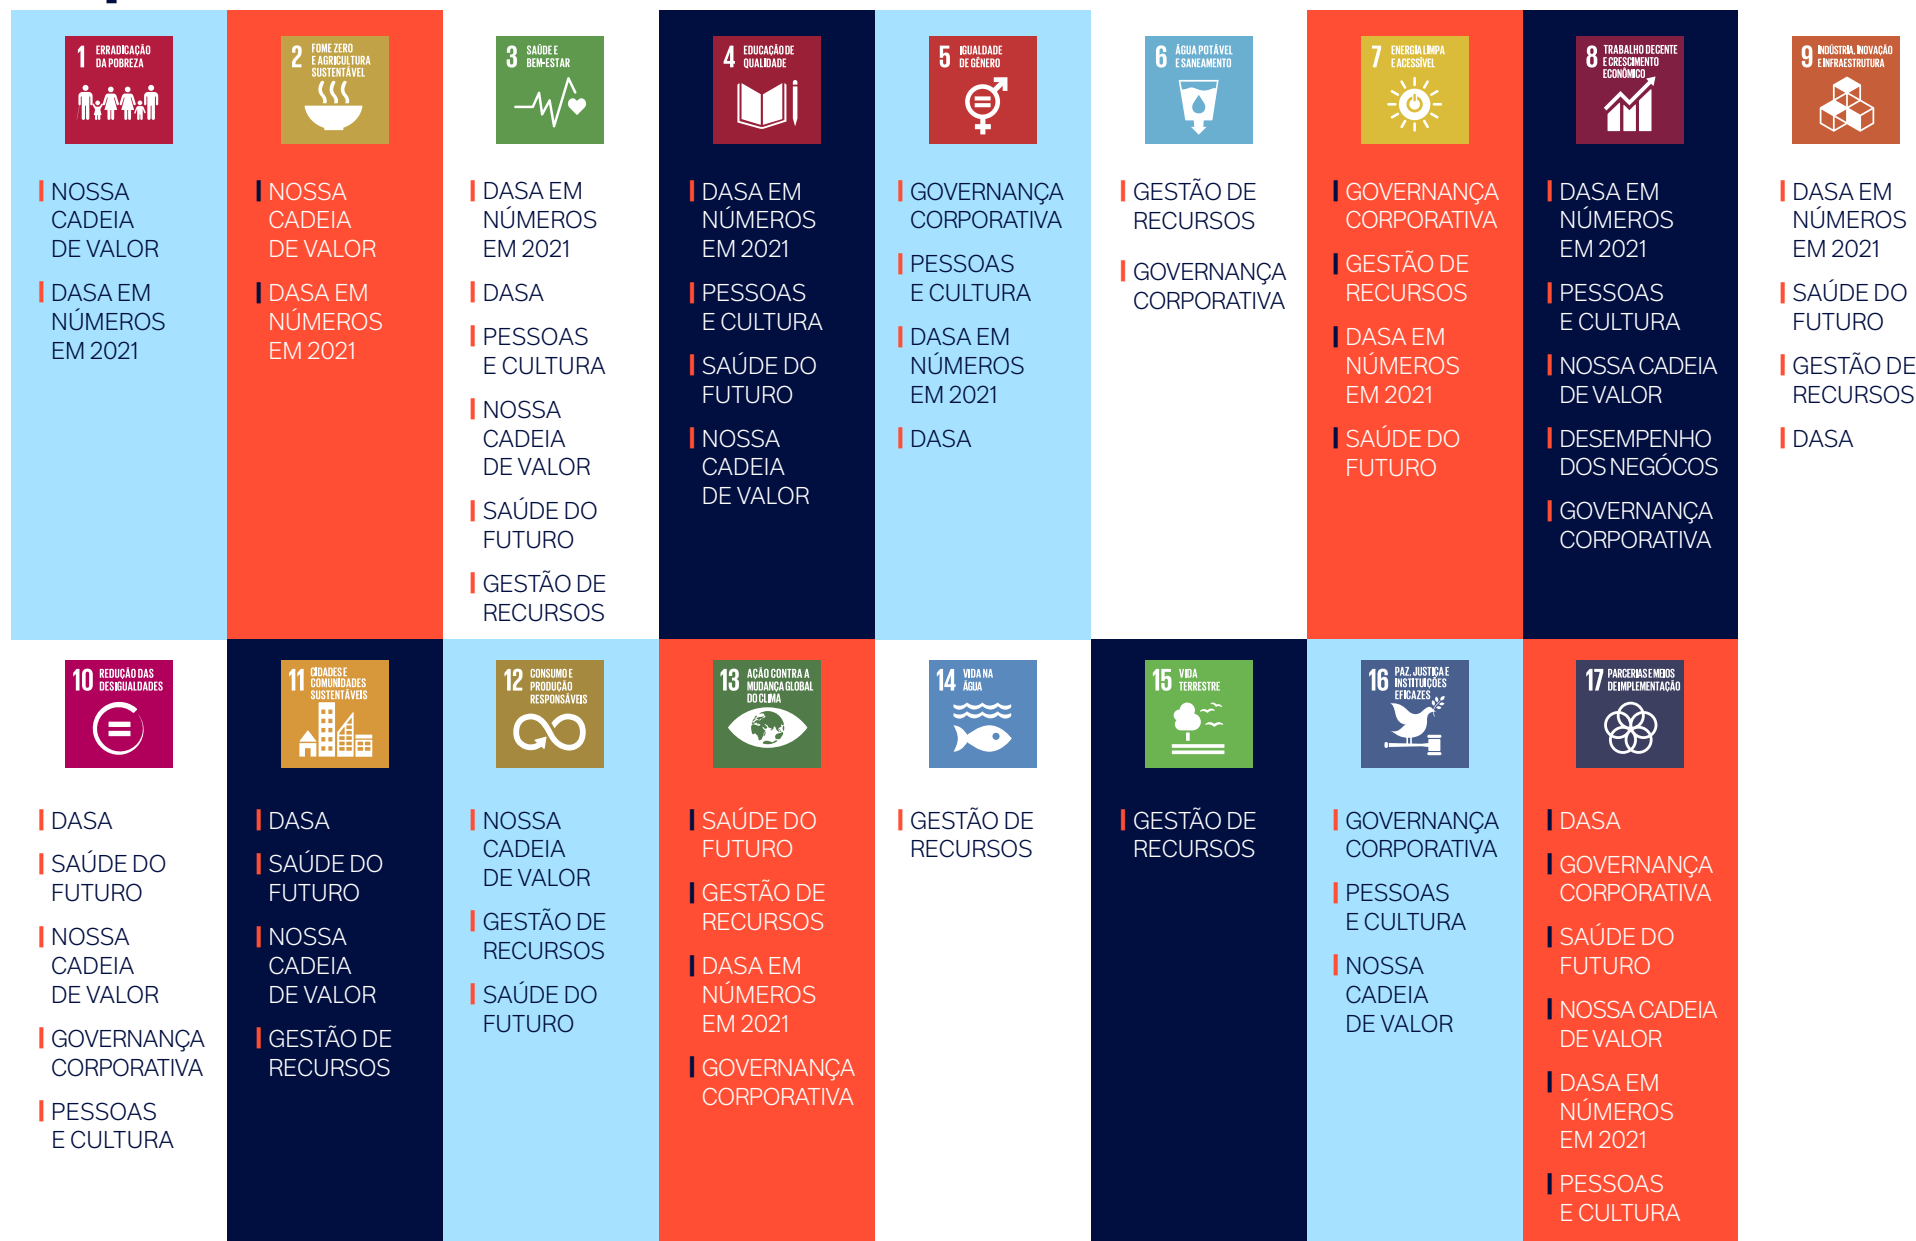 1 ERRADICAÇÃO
DA POBREZA
NOSSA
CADEIA
DE VALOR
DASA EM
NÚMEROS
EM 2021
2 FOME ZERO
E AGRICULTURA
SUSTENTÁVEL
NOSSA
CADEIA
DE VALOR
DASA EM
NÚMEROS
EM 2021
3 SAÚDE E
BEM-ESTAR
DASA EM
NÚMEROS
EM 2021
DASA
PESSOAS
E CULTURA
NOSSA
CADEIA
DE VALOR
SAÚDE DO
FUTURO
GESTÃO DE
RECURSOS
4 EDUCAÇÃO DE
QUALIDADE
DASA EM
NÚMEROS
EM 2021
PESSOAS
E CULTURA
SAÚDE DO
FUTURO
NOSSA
CADEIA
DE VALOR
5 IGUALDADE
DE GÊNERO
GOVERNANÇA
CORPORATIVA
PESSOAS
E CULTURA
DASA EM
NÚMEROS
EM 2021
DASA
6 ÁGUA POTÁVEL
E SANEAMENTO
GESTÃO DE
RECURSOS
GOVERNANÇA
CORPORATIVA
7 ENERGIA LIMPA
E ACESSÍVEL
GOVERNANÇA
CORPORATIVA
GESTÃO DE
RECURSOS
DASA EM
NÚMEROS
EM 2021
SAÚDE DO
FUTURO
8 TRABALHO DECENTE
E CRESCIMENTO
ECONÔMICO
DASA EM
NÚMEROS
EM 2021
PESSOAS
E CULTURA
NOSSA CADEIA
DE VALOR
DESEMPENHO
DOS NEGÓCOS
GOVERNANÇA
CORPORATIVA
9 INDÚSTRIA, INOVAÇÃO
E INFRAESTRUTURA
DASA EM
NÚMEROS
EM 2021
SAÚDE DO
FUTURO
GESTÃO DE
RECURSOS
DASA
10 REDUÇÃO DAS
DESIGUALDADES
DASA
SAÚDE DO
FUTURO
NOSSA
CADEIA
DE VALOR
GOVERNANÇA
CORPORATIVA
PESSOAS
E CULTURA
11 CIDADES E
COMUNIDADES
SUSTENTÁVEIS
DASA
SAÚDE DO
FUTURO
NOSSA
CADEIA
DE VALOR
GESTÃO DE
RECURSOS
12 CONSUMO E
PRODUÇÃO
RESPONSÁVEIS
NOSSA
CADEIA
DE VALOR
GESTÃO DE
RECURSOS
SAÚDE DO
FUTURO
13 AÇÃO CONTRA A
MUDANÇA GLOBAL
DO CLIMA
SAÚDE DO
FUTURO
GESTÃO DE
RECURSOS
DASA EM
NÚMEROS
EM 2021
GOVERNANÇA
CORPORATIVA
14 VIDA NA
ÁGUA
GESTÃO DE
RECURSOS
15 VIDA
TERRESTRE
GESTÃO DE
RECURSOS
16 PAZ, JUSTIÇA E
INSTITUIÇÕES
EFICAZES
GOVERNANÇA
CORPORATIVA
PESSOAS
E CULTURA
NOSSA
CADEIA
DE VALOR
17 PARCERIAS E MEIOS
DE IMPLEMENTAÇÃO
DASA
GOVERNANÇA
CORPORATIVA
SAÚDE DO
FUTURO
NOSSA CADEIA
DE VALOR
DASA EM
NÚMEROS
EM 2021
PESSOAS
E CULTURA